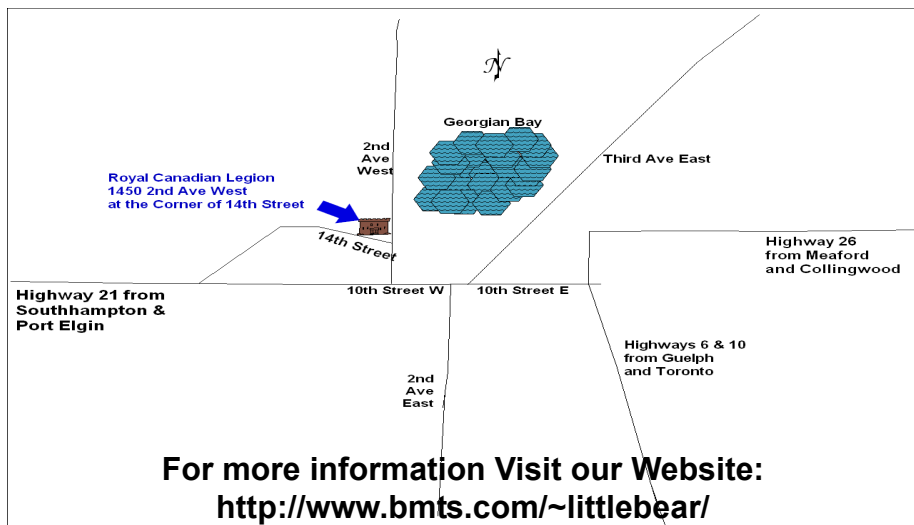 N
Georgian Bay
2nd
Ave
West
Third Ave East
Royal Canadian Legion
1450 2nd Ave West
at the Corner of 14th Street
14th Street
Highway 26
from Meaford
and Collingwood
Highway 21 from
Southhampton &
Port Elgin
10th Street W
10th Street E
Highways 6 & 10
from Guelph
and Toronto
2nd
Ave
East
For more information Visit our Website:
http://www.bmts.com/~littlebear/